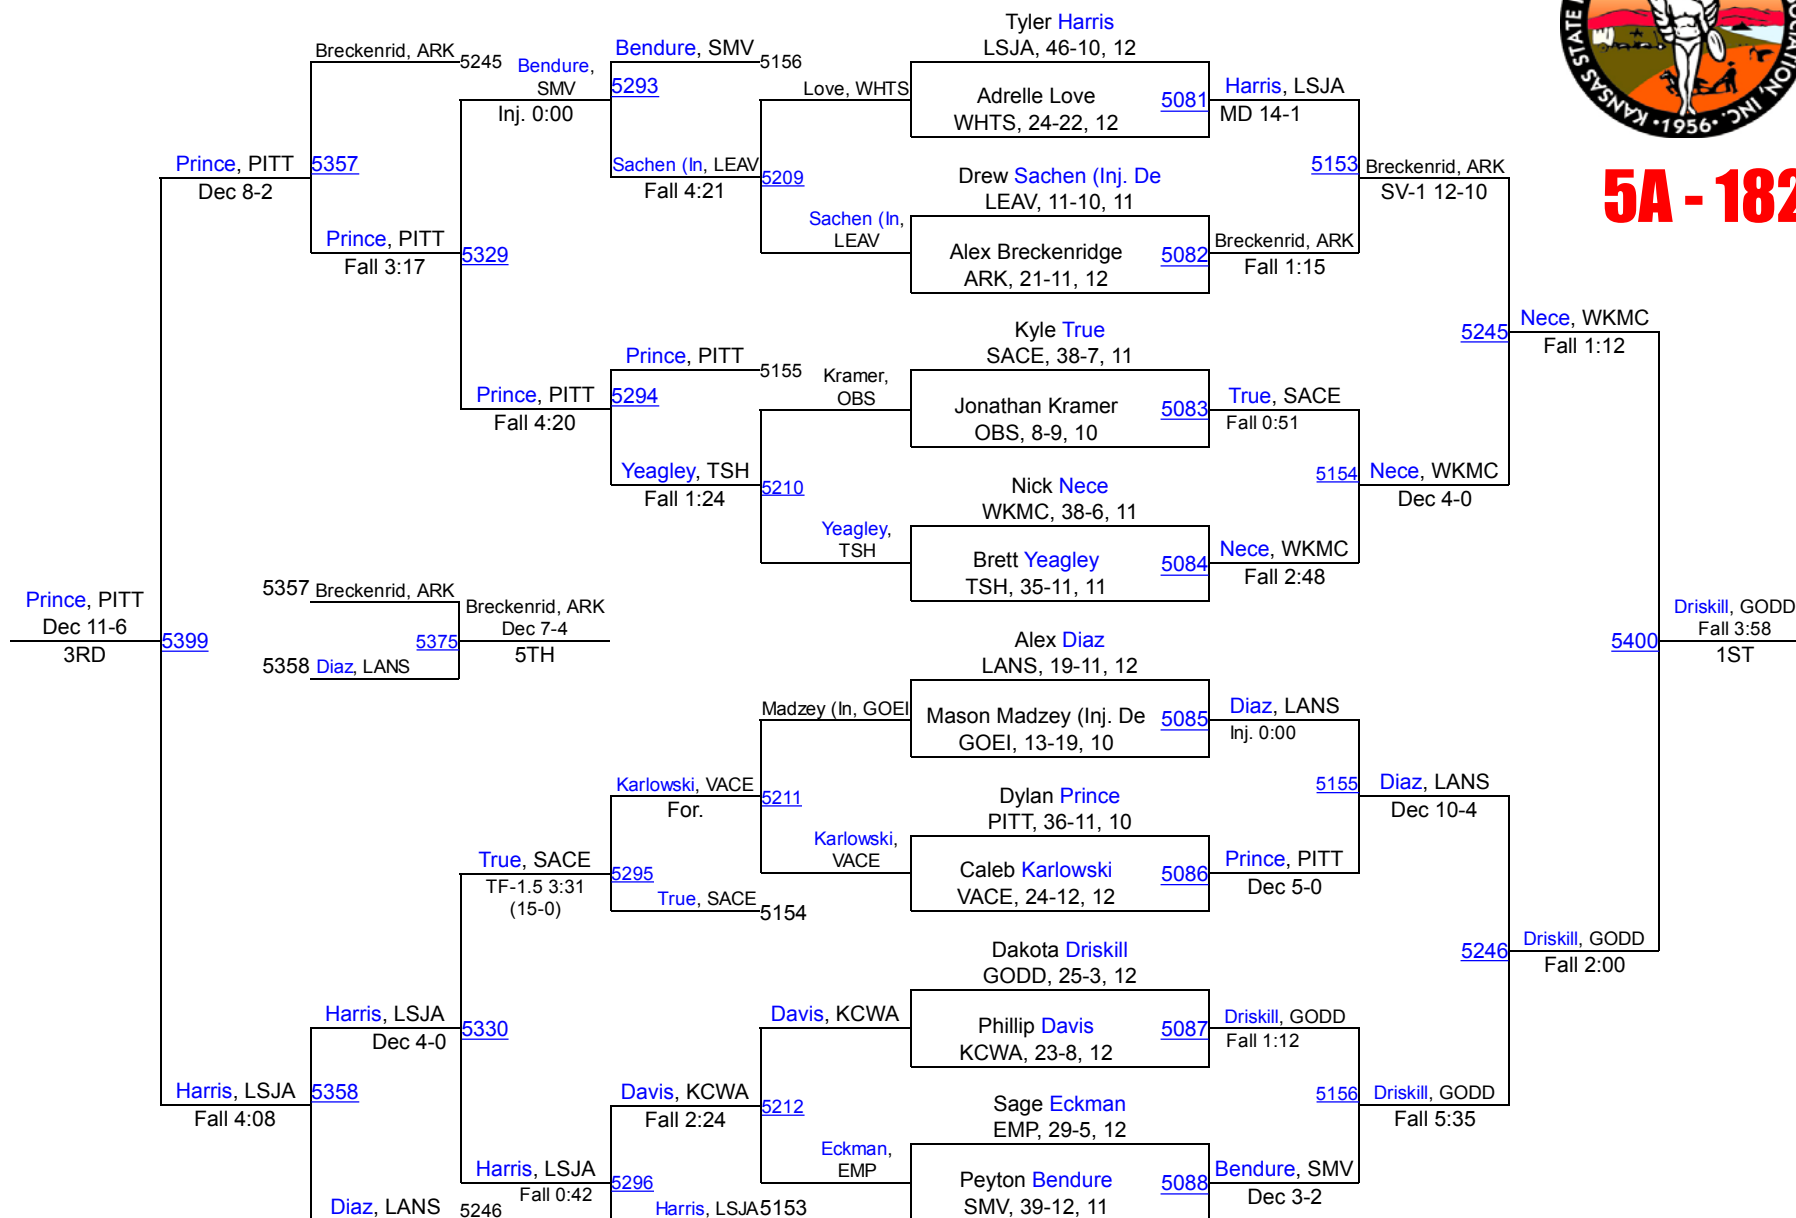 KANSAS STATE A
OCIATION, INC.
•1956•
5A - 182
Tyler Harris
LSJA, 46-10, 12
Adrelle Love
WHTS, 24-22, 12
5081
Harris, LSJA
MD 14-1
Drew Sachen (Inj. De
LEAV, 11-10, 11
Alex Breckenridge
ARK, 21-11, 12
5082
Breckenrid, ARK
Fall 1:15
5153
Breckenrid, ARK
SV-1 12-10
Kyle True
SACE, 38-7, 11
Jonathan Kramer
OBS, 8-9, 10
5083
True, SACE
Fall 0:51
Nick Nece
WKMC, 38-6, 11
Brett Yeagley
TSH, 35-11, 11
5084
Nece, WKMC
Fall 2:48
5154
Nece, WKMC
Dec 4-0
5245
Nece, WKMC
Fall 1:12
Alex Diaz
LANS, 19-11, 12
Mason Madzey (Inj. De
GOEI, 13-19, 10
5085
Diaz, LANS
Inj. 0:00
Dylan Prince
PITT, 36-11, 10
Caleb Karlowski
VACE, 24-12, 12
5086
Prince, PITT
Dec 5-0
5155
Diaz, LANS
Dec 10-4
Dakota Driskill
GODD, 25-3, 12
Phillip Davis
KCWA, 23-8, 12
5087
Driskill, GODD
Fall 1:12
Sage Eckman
EMP, 29-5, 12
Peyton Bendure
SMV, 39-12, 11
5088
Bendure, SMV
Dec 3-2
5156
Driskill, GODD
Fall 5:35
5246
Driskill, GODD
Fall 2:00
5400
Driskill, GODD
Fall 3:58
1ST
Love, WHTS
Sachen (In,
LEAV
5209
Sachen (In, LEAV
Fall 4:21
Bendure, SMV
5156
5293
Bendure,
SMV
Inj. 0:00
Kramer,
OBS
Yeagley,
TSH
5210
Yeagley, TSH
Fall 1:24
Prince, PITT
5155
5294
Prince, PITT
Fall 4:20
5329
Prince, PITT
Fall 3:17
Breckenrid, ARK
5245
5357
Prince, PITT
Dec 8-2
5357
Breckenrid, ARK
5358
Diaz, LANS
5375
Breckenrid, ARK
Dec 7-4
5TH
Prince, PITT
Dec 11-6
3RD
5399
Madzey (In, GOEI
Karlowski,
VACE
5211
Karlowski, VACE
For.
True, SACE
5154
5295
True, SACE
TF-1.5 3:31
(15-0)
Davis, KCWA
Eckman,
EMP
5212
Davis, KCWA
Fall 2:24
Harris, LSJA
5153
5296
Harris, LSJA
Fall 0:42
5330
Harris, LSJA
Dec 4-0
Diaz, LANS
5246
5358
Harris, LSJA
Fall 4:08